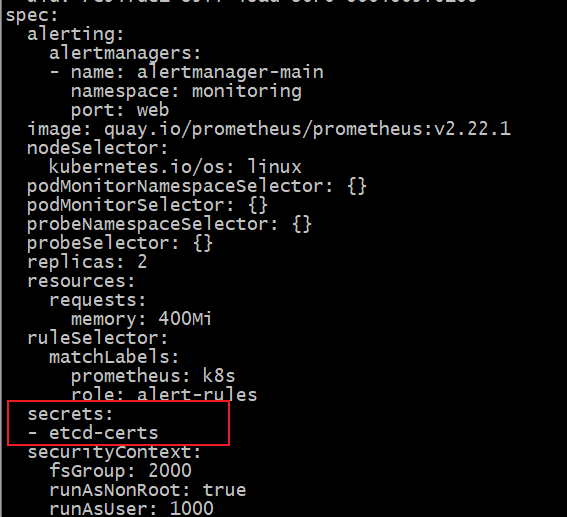 spec:
  alerting:
    alertmanagers:
    - name: alertmanager-main
      namespace: monitoring
      port: web
  image: quay.io/prometheus/prometheus:v2.22.1
  nodeSelector:
    kubernetes.io/os: linux
  podMonitorNamespaceSelector: {}
  podMonitorSelector: {}
  probeNamespaceSelector: {}
  probeSelector: {}
  replicas: 2
  resources:
    requests:
      memory: 400Mi
  ruleSelector:
    matchLabels:
      prometheus: k8s
      role: alert-rules
  secrets:
  - etcd-certs
  securityContext:
    fsGroup: 2000
    runAsNonRoot: true
    runAsUser: 1000